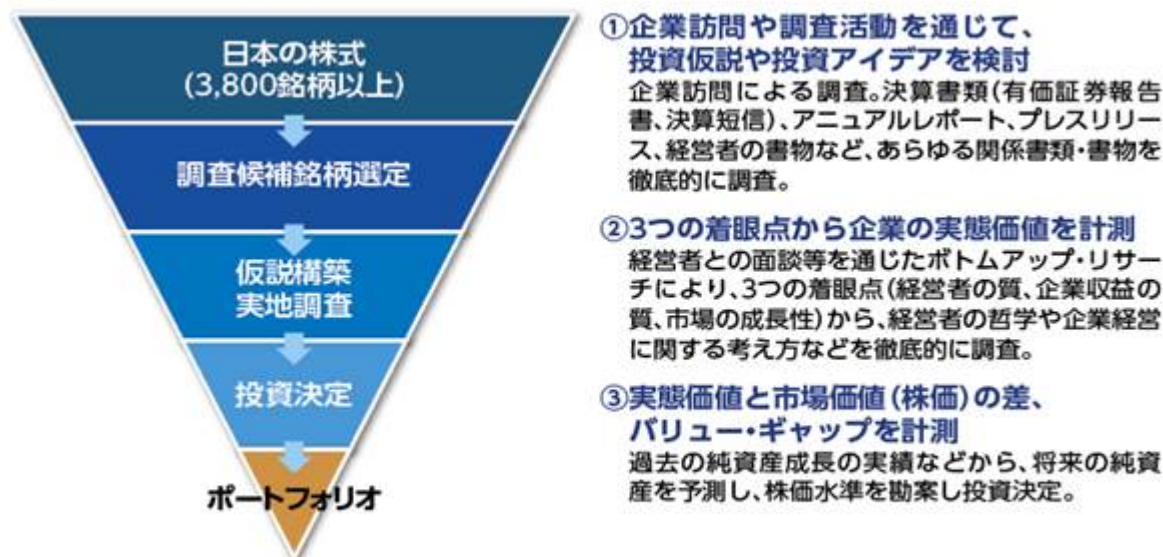 日本の株式
(3,800銘柄以上)
調査候補銘柄選定
仮説構築
実地調査
投資決定
ポートフォリオ
①企業訪問や調査活動を通じて、
投資仮説や投資アイデアを検討
企業訪問による調査。決算書類(有価証券報告
書、決算短信)、アニュアルレポート、プレスリリー
ス、経営者の書物など、あらゆる関係書類・書物を
徹底的に調査。
②3つの着眼点から企業の実態価値を計測
経営者との面談等を通じたボトムアップ・リサー
チにより、3つの着眼点(経営者の質、企業収益の
質、市場の成長性)から、経営者の哲学や企業経営
に関する考え方などを徹底的に調査。
③実態価値と市場価値(株価)の差、
バリュー・ギャップを計測
過去の純資産成長の実績などから、将来の純資
産を予測し、株価水準を勘案し投資決定。